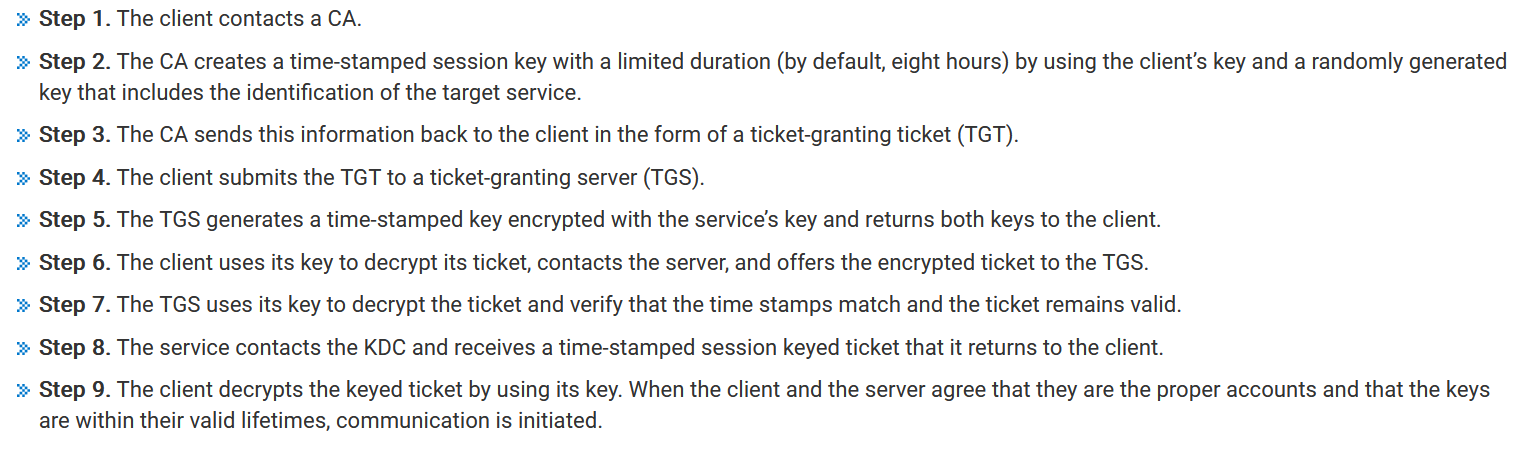 Step 1. The client contacts a CA.
Step 2. The CA creates a time-stamped session key with a limited duration (by default, eight hours) by using the client’s key and a randomly generated
key that includes the identification of the target service.
Step 3. The CA sends this information back to the client in the form of a ticket-granting ticket (TGT).
Step 4. The client submits the TGT to a ticket-granting server (TGS).
Step 5. The TGS generates a time-stamped key encrypted with the service’s key and returns both keys to the client.
Step 6. The client uses its key to decrypt its ticket, contacts the server, and offers the encrypted ticket to the TGS.
Step 7. The TGS uses its key to decrypt the ticket and verify that the time stamps match and the ticket remains valid.
Step 8. The service contacts the KDC and receives a time-stamped session keyed ticket that it returns to the client.
Step 9. The client decrypts the keyed ticket by using its key. When the client and the server agree that they are the proper accounts and that the keys
are within their valid lifetimes, communication is initiated.